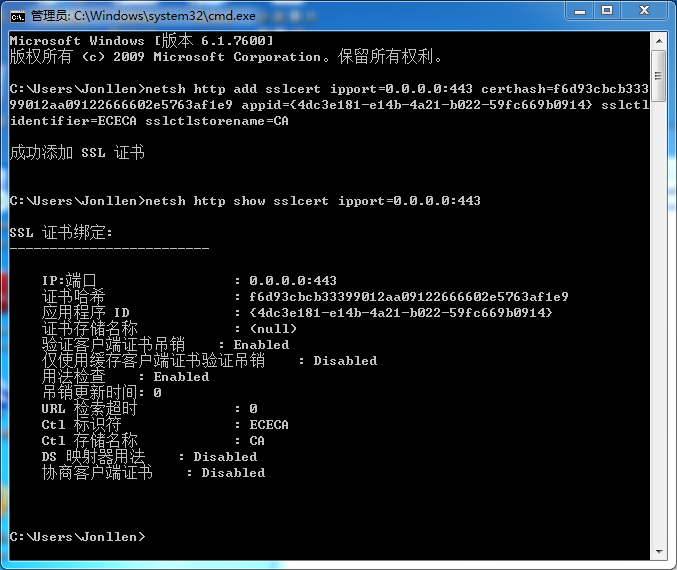 管理员: C:\Windows\system32\cmd.exe
Microsoft Windows [版本 6.1.7600]
版权所有 (c) 2009 Microsoft Corporation。保留所有权利。
C:\Users\Jonllen>netsh http add sslcert ipport=0.0.0.0:443 certhash=f6d93cbcb333
99012aa09122666602e5763af1e9 appid={4dc3e181-e14b-4a21-b022-59fc669b0914} sslctl
identifier=ECECA sslctlstorename=CA
成功添加 SSL 证书
C:\Users\Jonllen>netsh http show sslcert ipport=0.0.0.0:443
SSL 证书绑定:
-------------------------
IP:端口 : 0.0.0.0:443
证书哈希 : f6d93cbcb33399012aa09122666602e5763af1e9
应用程序 ID : {4dc3e181-e14b-4a21-b022-59fc669b0914}
证书存储名称 : (null)
验证客户端证书吊销 : Enabled
仅使用缓存客户端证书验证吊销 : Disabled
用法检查 : Enabled
吊销更新时间: 0
URL 检索超时 : 0
Ctl 标识符 : ECECA
Ctl 存储名称 : CA
DS 映射器用法 : Disabled
协商客户端证书 : Disabled
C:\Users\Jonllen>